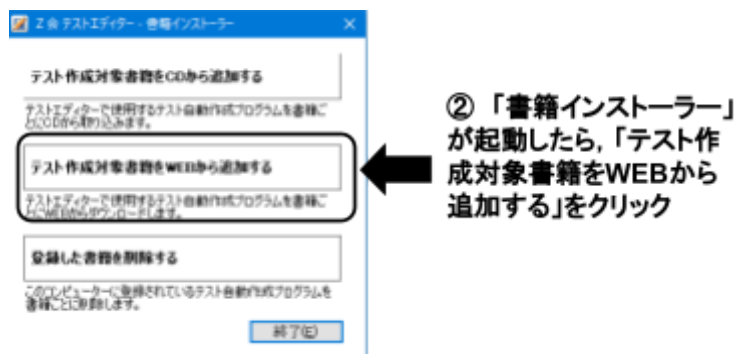 Z会 テストエディター - 書籍インストーラー
テスト作成対象書籍をCDから追加する
テストエディターで使用するテスト自動作成プログラムを書籍ご
とにCDから取り込みます。
テスト作成対象書籍をWEBから追加する
テストエディターで使用するテスト自動作成プログラムを書籍ご
とにWEBからダウンロードします。
登録した書籍を削除する
このコンピューターに登録されているテスト自動作成プログラムを
書籍ごとに削除します。
終了(E)
② 「書籍インストーラー」
が起動したら,「テスト作
成対象書籍をWEBから
追加する」をクリック